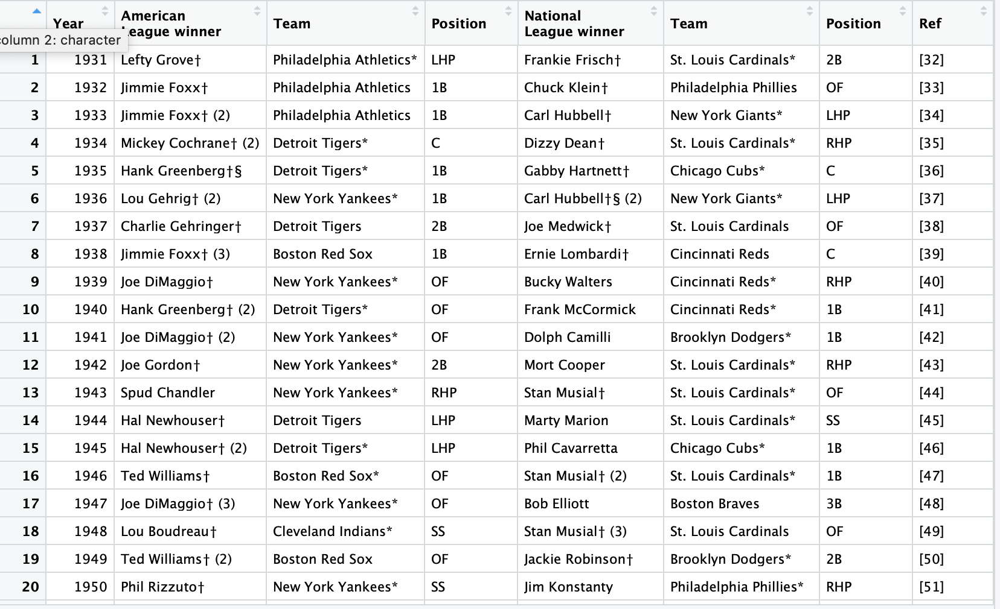 Year American League winner Team Position National League winner Team Position Ref
column 2: character
1 1931 Lefty Grove† Philadelphia Athletics* LHP Frankie Frisch† St. Louis Cardinals* 2B [32]
2 1932 Jimmie Foxx† Philadelphia Athletics 1B Chuck Klein† Philadelphia Phillies OF [33]
3 1933 Jimmie Foxx† (2) Philadelphia Athletics 1B Carl Hubbell† New York Giants* LHP [34]
4 1934 Mickey Cochrane† (2) Detroit Tigers* C Dizzy Dean† St. Louis Cardinals* RHP [35]
5 1935 Hank Greenberg†§ Detroit Tigers* 1B Gabby Hartnett† Chicago Cubs* C [36]
6 1936 Lou Gehrig† (2) New York Yankees* 1B Carl Hubbell†§ (2) New York Giants* LHP [37]
7 1937 Charlie Gehringer† Detroit Tigers 2B Joe Medwick† St. Louis Cardinals OF [38]
8 1938 Jimmie Foxx† (3) Boston Red Sox 1B Ernie Lombardi† Cincinnati Reds C [39]
9 1939 Joe DiMaggio† New York Yankees* OF Bucky Walters Cincinnati Reds* RHP [40]
10 1940 Hank Greenberg† (2) Detroit Tigers* OF Frank McCormick Cincinnati Reds* 1B [41]
11 1941 Joe DiMaggio† (2) New York Yankees* OF Dolph Camilli Brooklyn Dodgers* 1B [42]
12 1942 Joe Gordon† New York Yankees* 2B Mort Cooper St. Louis Cardinals* RHP [43]
13 1943 Spud Chandler New York Yankees* RHP Stan Musial† St. Louis Cardinals* OF [44]
14 1944 Hal Newhouser† Detroit Tigers LHP Marty Marion St. Louis Cardinals* SS [45]
15 1945 Hal Newhouser† (2) Detroit Tigers* LHP Phil Cavarretta Chicago Cubs* 1B [46]
16 1946 Ted Williams† Boston Red Sox* OF Stan Musial† (2) St. Louis Cardinals* 1B [47]
17 1947 Joe DiMaggio† (3) New York Yankees* OF Bob Elliott Boston Braves 3B [48]
18 1948 Lou Boudreau† Cleveland Indians* SS Stan Musial† (3) St. Louis Cardinals OF [49]
19 1949 Ted Williams† (2) Boston Red Sox OF Jackie Robinson† Brooklyn Dodgers* 2B [50]
20 1950 Phil Rizzuto† New York Yankees* SS Jim Konstanty Philadelphia Phillies* RHP [51]